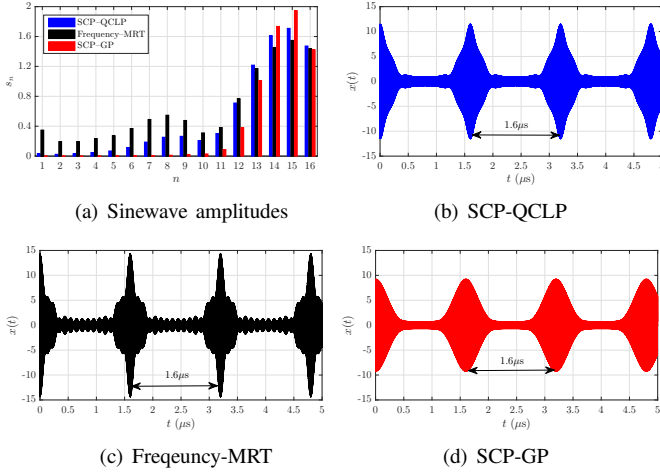 SCP-QCLP
Frequency–MRT
SCP–GP
2
1.6
1.2
0.8
0.4
0
s_n
1 2 3 4 5 6 7 8 9 10 11 12 13 14 15 16
n
(a) Sinewave amplitudes
15
10
5
0
-5
-10
-15
x(t)
1.6μs
0 0.5 1 1.5 2 2.5 3 3.5 4 4.5 5
t (μs)
(b) SCP-QCLP
15
10
5
0
-5
-10
-15
x(t)
1.6μs
0 0.5 1 1.5 2 2.5 3 3.5 4 4.5 5
t (μs)
(c) Freqeuncy-MRT
15
10
5
0
-5
-10
-15
x(t)
1.6μs
0 0.5 1 1.5 2 2.5 3 3.5 4 4.5 5
t (μs)
(d) SCP-GP